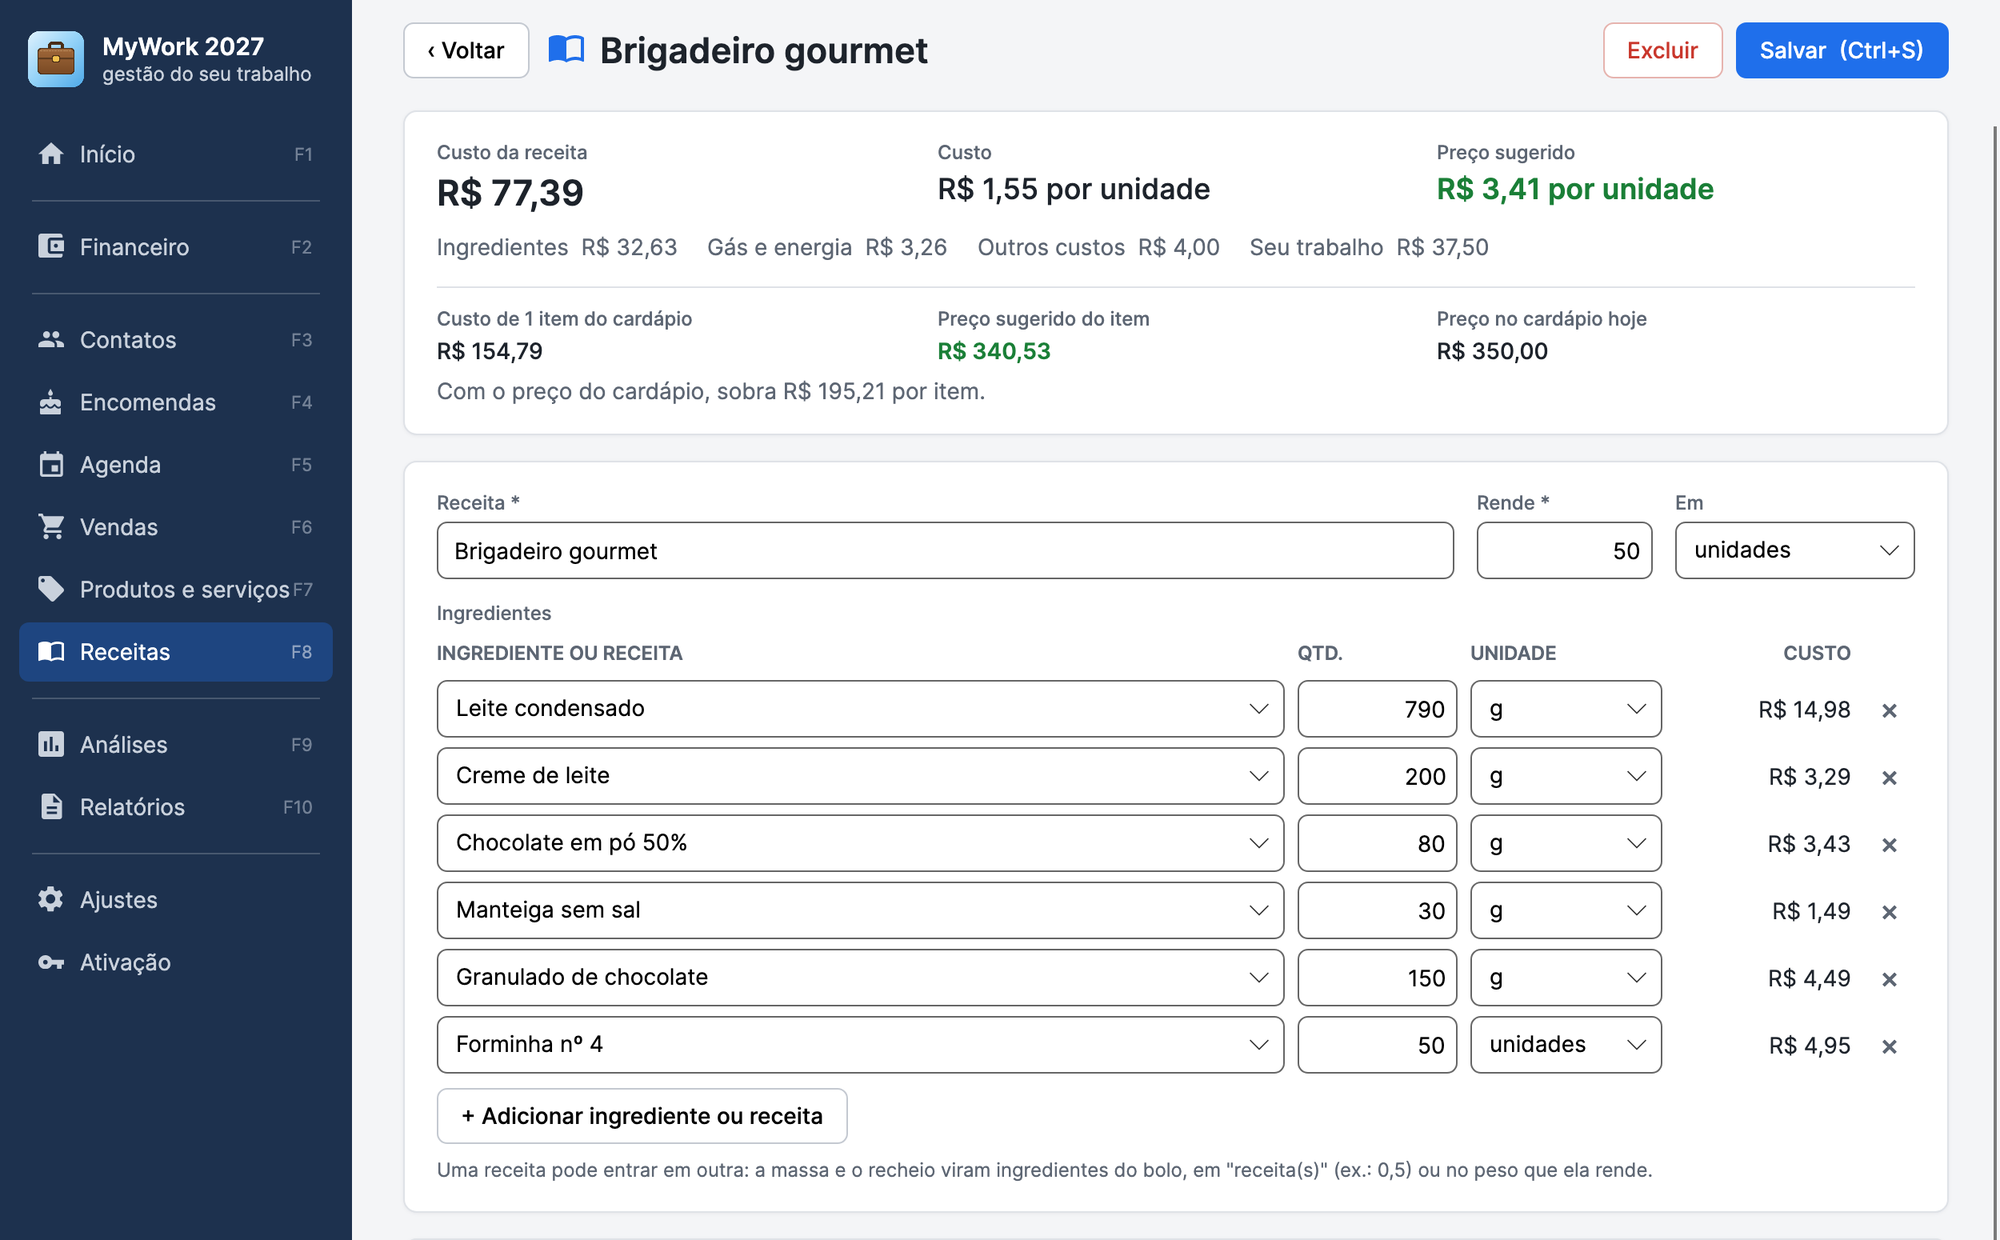 MyWork 2027
gestão do seu trabalho
Início F1
Financeiro F2
Contatos F3
Encomendas F4
Agenda F5
Vendas F6
Produtos e serviços F7
Receitas F8
Análises F9
Relatórios F10
Ajustes
Ativação
‹ Voltar
Brigadeiro gourmet
Excluir
Salvar (Ctrl+S)
Custo da receita
R$ 77,39
Custo
R$ 1,55 por unidade
Preço sugerido
R$ 3,41 por unidade
Ingredientes R$ 32,63 Gás e energia R$ 3,26 Outros custos R$ 4,00 Seu trabalho R$ 37,50
Custo de 1 item do cardápio
R$ 154,79
Preço sugerido do item
R$ 340,53
Preço no cardápio hoje
R$ 350,00
Com o preço do cardápio, sobra R$ 195,21 por item.
Receita * Rende * Em
Brigadeiro gourmet 50 unidades
Ingredientes
INGREDIENTE OU RECEITA QTD. UNIDADE CUSTO
Leite condensado 790 g R$ 14,98 ×
Creme de leite 200 g R$ 3,29 ×
Chocolate em pó 50% 80 g R$ 3,43 ×
Manteiga sem sal 30 g R$ 1,49 ×
Granulado de chocolate 150 g R$ 4,49 ×
Forminha nº 4 50 unidades R$ 4,95 ×
+ Adicionar ingrediente ou receita
Uma receita pode entrar em outra: a massa e o recheio viram ingredientes do bolo, em "receita(s)" (ex.: 0,5) ou no peso que ela rende.